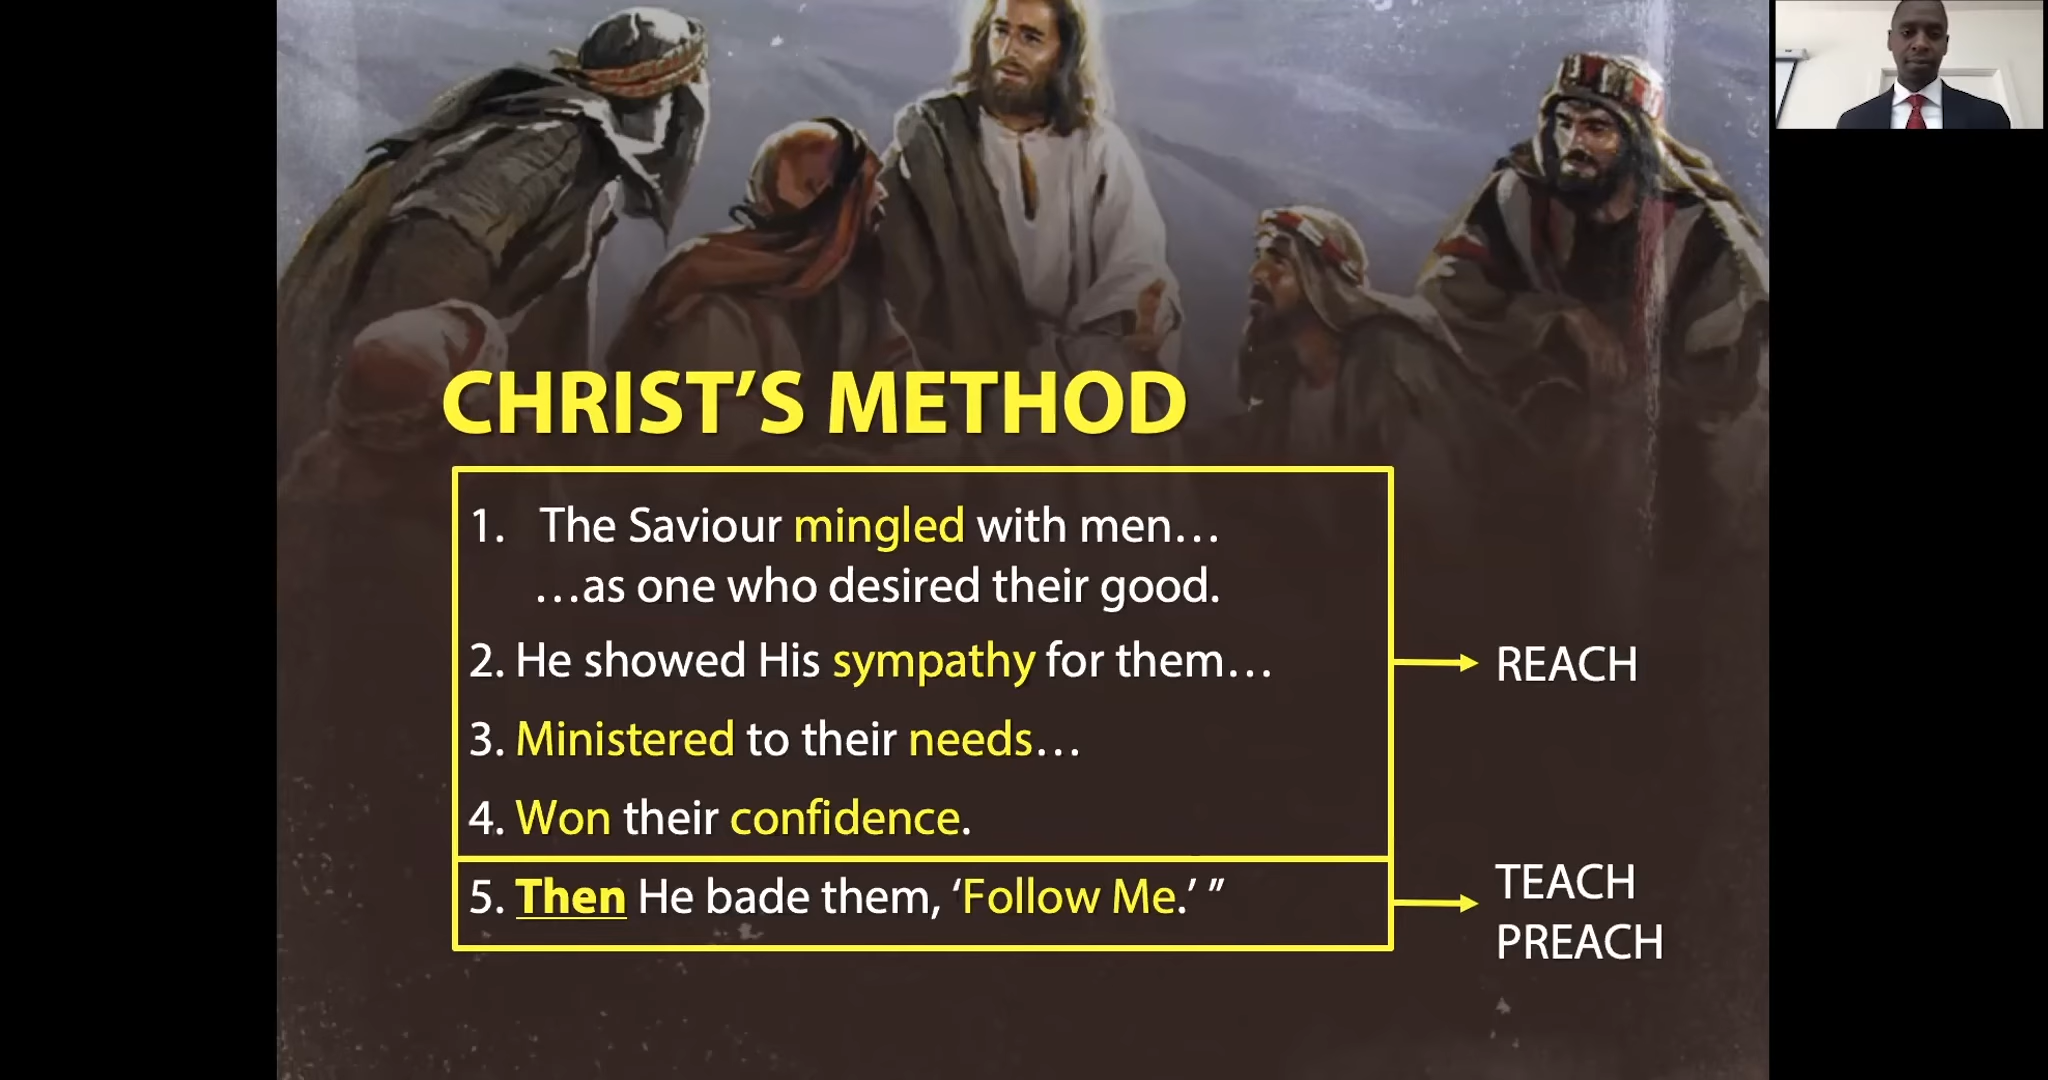 CHRIST’S METHOD
1. The Saviour mingled with men…
…as one who desired their good.
2. He showed His sympathy for them…
3. Ministered to their needs…
4. Won their confidence.
REACH
5. Then He bade them, ‘Follow Me.’ ”
TEACH
PREACH